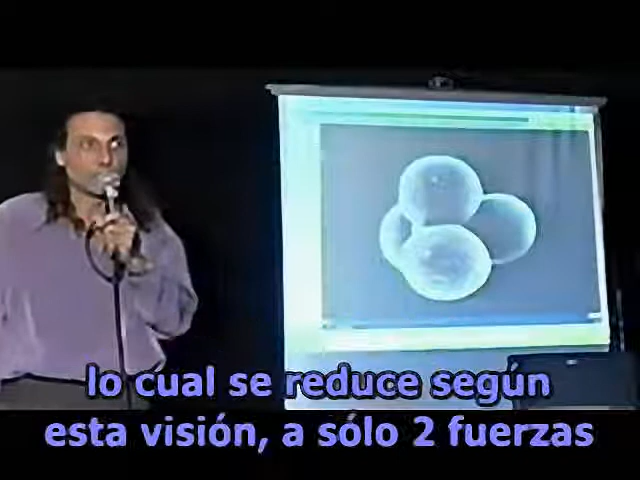 lo cual se reduce según
esta visión, a sólo 2 fuerzas